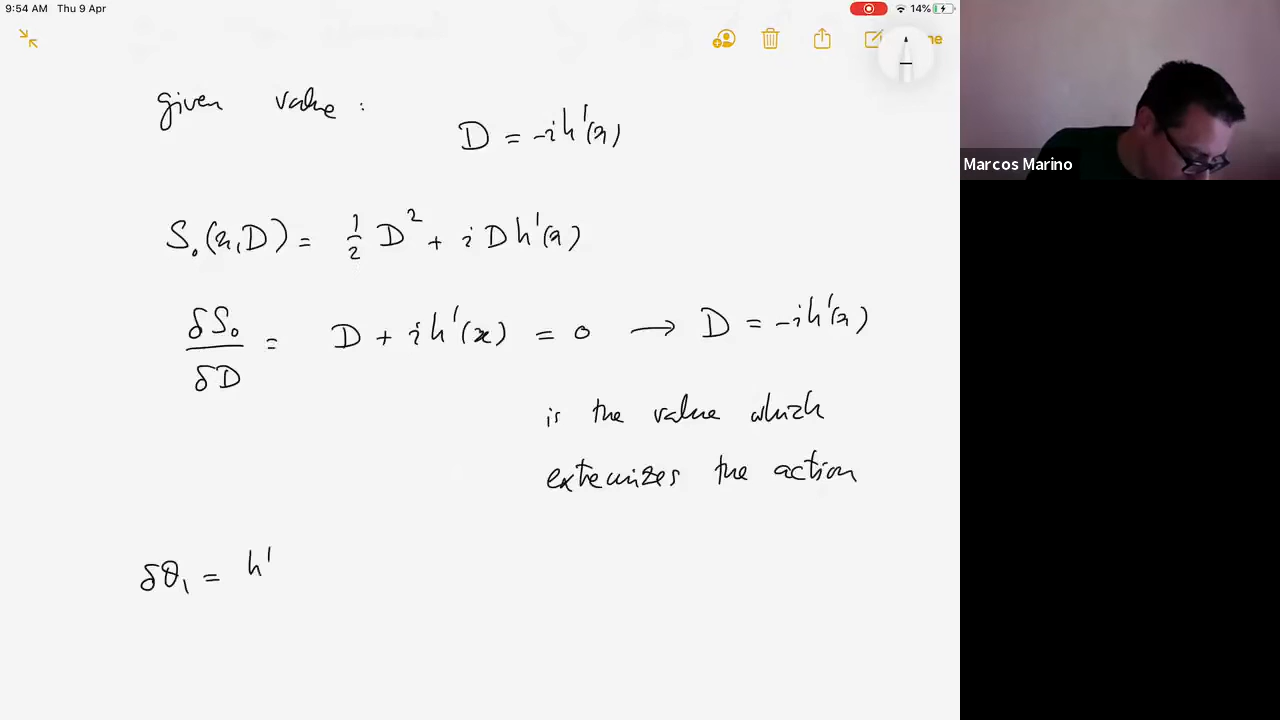 9:54 AM Thu 9 Apr
14%
given value :
D = -ih'(x)
S₀(x,D) = 1/2 D² + i D h'(x)
δS₀/δD = D + i h'(x) = 0 → D = -ih'(x)
is the value which
extremizes the action
δθ₁ = h'
Marcos Marino